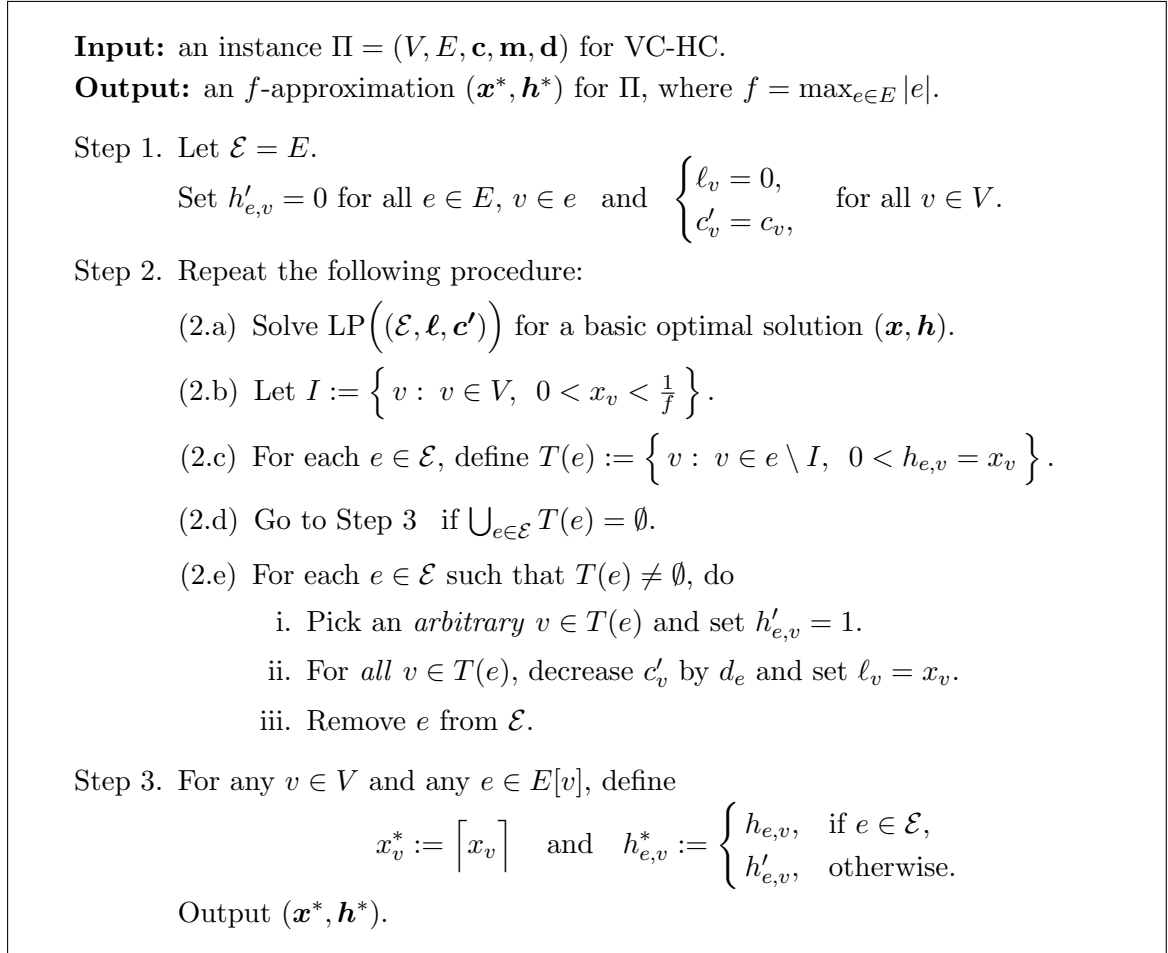 Input: an instance Π = (V, E, c, m, d) for VC-HC.
Output: an f-approximation (x*, h*) for Π, where f = max_{e∈E} |e|.
Step 1. Let ℰ = E.
Set h′_{e,v} = 0 for all e ∈ E, v ∈ e and { ℓ_v = 0, c′_v = c_v, for all v ∈ V.
Step 2. Repeat the following procedure:
(2.a) Solve LP((ℰ, ℓ, c′)) for a basic optimal solution (x, h).
(2.b) Let I := { v : v ∈ V, 0 < x_v < 1/f }.
(2.c) For each e ∈ ℰ, define T(e) := { v : v ∈ e \ I, 0 < h_{e,v} = x_v }.
(2.d) Go to Step 3 if ⋃_{e∈ℰ} T(e) = ∅.
(2.e) For each e ∈ ℰ such that T(e) ≠ ∅, do
i. Pick an arbitrary v ∈ T(e) and set h′_{e,v} = 1.
ii. For all v ∈ T(e), decrease c′_v by d_e and set ℓ_v = x_v.
iii. Remove e from ℰ.
Step 3. For any v ∈ V and any e ∈ E[v], define
x*_v := ⌈x_v⌉ and h*_{e,v} := { h_{e,v}, if e ∈ ℰ, h′_{e,v}, otherwise.
Output (x*, h*).